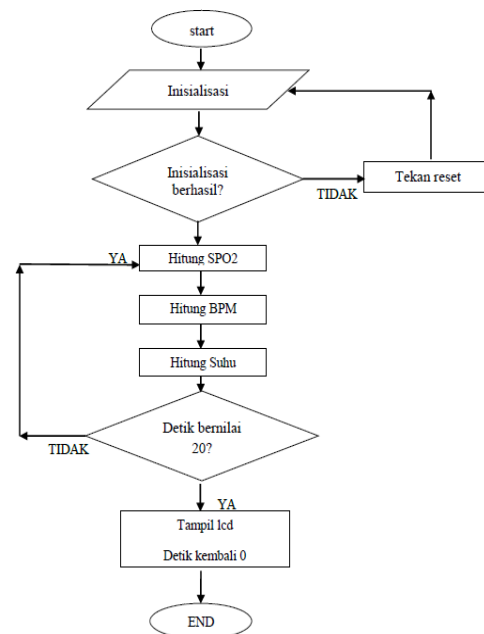 start
Inisialisasi
Inisialisasi
berhasil?
TIDAK
Tekan reset
YA
Hitung SPO2
Hitung BPM
Hitung Suhu
Detik bernilai
20?
TIDAK
YA
Tampil lcd
Detik kembali 0
END